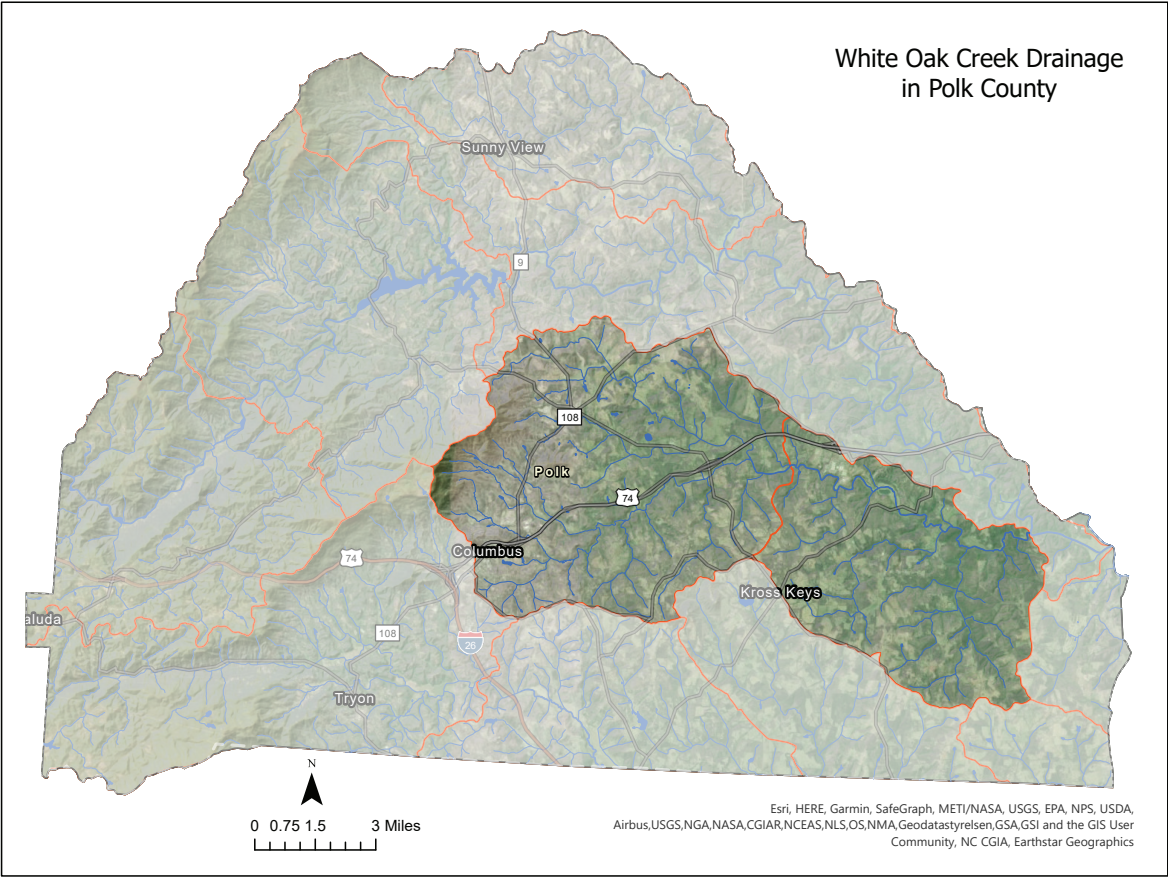 White Oak Creek Drainage
in Polk County
Sunny View
9
108
Polk
74
Columbus
74
Kross Keys
aluda
108
26
Tryon
N
0 0.75 1.5 3 Miles
Esri, HERE, Garmin, SafeGraph, METI/NASA, USGS, EPA, NPS, USDA,
Airbus,USGS,NGA,NASA,CGIAR,NCEAS,NLS,OS,NMA,Geodatastyrelsen,GSA,GSI and the GIS User
Community, NC CGIA, Earthstar Geographics